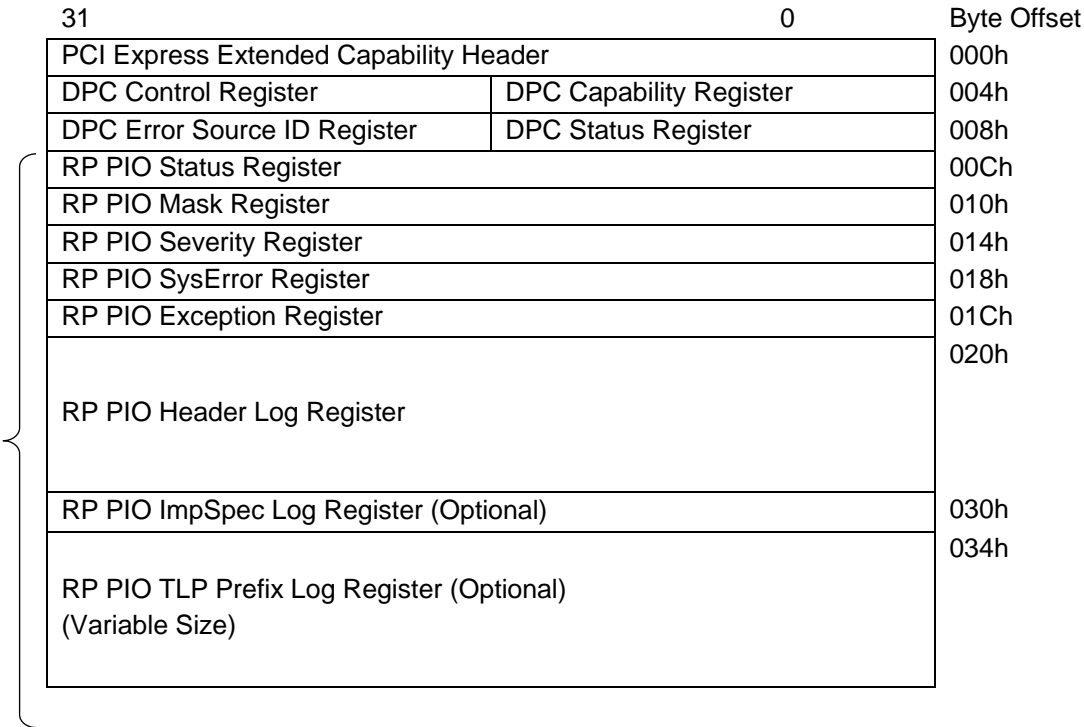 31 0 Byte Offset
PCI Express Extended Capability Header 000h
DPC Control Register DPC Capability Register 004h
DPC Error Source ID Register DPC Status Register 008h
RP PIO Status Register 00Ch
RP PIO Mask Register 010h
RP PIO Severity Register 014h
RP PIO SysError Register 018h
RP PIO Exception Register 01Ch
020h
RP PIO Header Log Register
RP PIO ImpSpec Log Register (Optional) 030h
034h
RP PIO TLP Prefix Log Register (Optional)
(Variable Size)